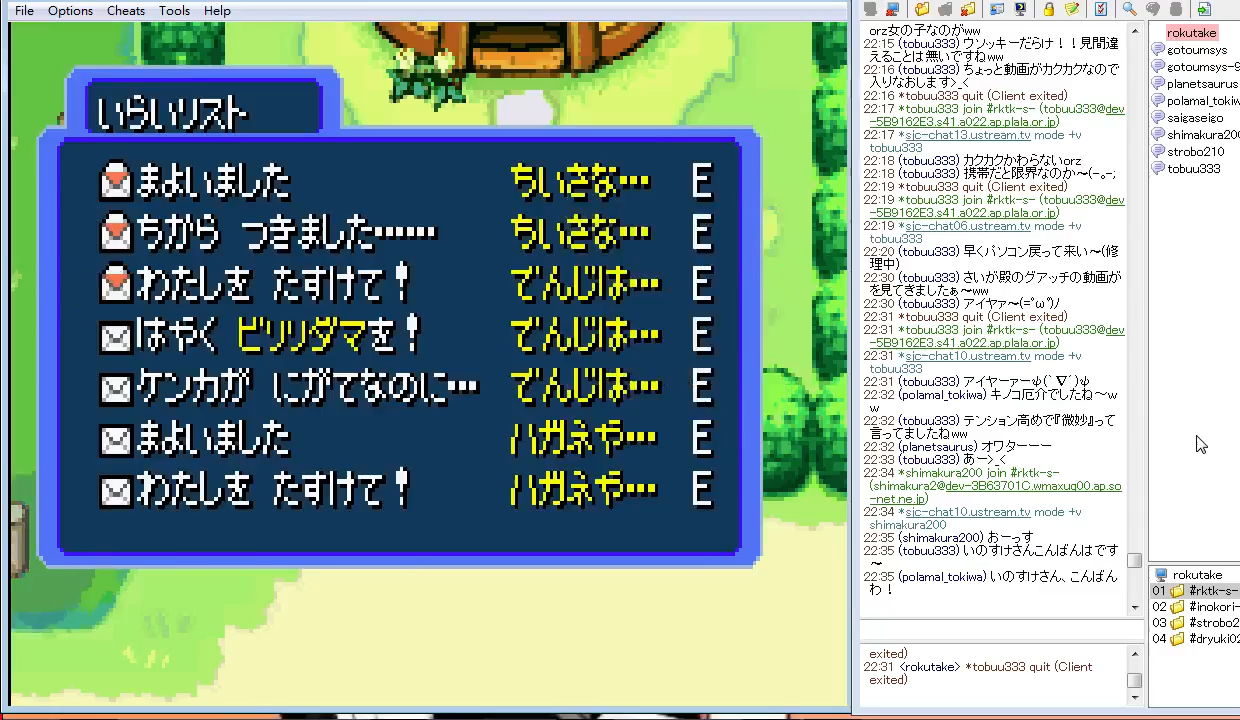 File Options Cheats Tools Help
いらいリスト
まよいました ちいさな… E
ちがら つきました…… ちいさな… E
わたしを たすけて！ でんじは… E
はやく ビリリダマを！ でんじは… E
ケンカが にがてなのに… でんじは… E
まよいました ハガネや… E
わたしを たすけて！ ハガネや… E
orz女の子なのがww
22:15 (tobuu333) ウソッキーだらけ！！見間違
えることは無いですねww
22:16 (tobuu333) ちょっと動画がカクカクなので
入りなおします>_<
22:16 *tobuu333 quit (Client exited)
22:17 *tobuu333 join #rktk-s- (tobuu333@dev
-5B9162E3.s41.a022.ap.plala.or.jp)
22:17 *sjc-chat13.ustream.tv mode +v
tobuu333
22:18 (tobuu333) カクカクかわらないorz
22:18 (tobuu333) 携帯だと限界なのか～(-｡-;
22:19 *tobuu333 quit (Client exited)
22:19 *tobuu333 join #rktk-s- (tobuu333@dev
-5B9162E3.s41.a022.ap.plala.or.jp)
22:19 *sjc-chat06.ustream.tv mode +v
tobuu333
22:20 (tobuu333) 早くパソコン戻って来い～(修
理中)
22:30 (tobuu333) さいが殿のグアッチの動画が
を見てきましたぁ～ww
22:30 (tobuu333) アイヤァ～(=ﾟωﾟ)ﾉ
22:31 *tobuu333 quit (Client exited)
22:31 *tobuu333 join #rktk-s- (tobuu333@dev
-5B9162E3.s41.a022.ap.plala.or.jp)
22:31 *sjc-chat10.ustream.tv mode +v
tobuu333
22:31 (tobuu333) アイヤーァーψ(｀∇´)ψ
22:32 (polamal_tokiwa) キノコ厄介でしたね～w
w
22:32 (tobuu333) テンション高めで『微妙』って
言ってましたねww
22:32 (planetsaurus) オワターーー
22:33 (tobuu333) あー>_<
22:34 *shimakura200 join #rktk-s-
(shimakura2@dev-3B63701C.wmaxuq00.ap.so
-net.ne.jp)
22:34 *sjc-chat10.ustream.tv mode +v
shimakura200
22:35 (shimakura200) おーっす
22:35 (tobuu333) いのすけさんこんばんはです
～
22:35 (polamal_tokiwa) いのすけさん、こんばん
わ！
exited)
22:31 <rokutake> *tobuu333 quit (Client
exited)
rokutake
gotoumsys
gotoumsys-9
planetsaurus
polamal_tokiw
saigaseigo
shimakura200
strobo210
tobuu333
rokutake
01 #rktk-s-
02 #inokori-
03 #strobo2
04 #dryuki02